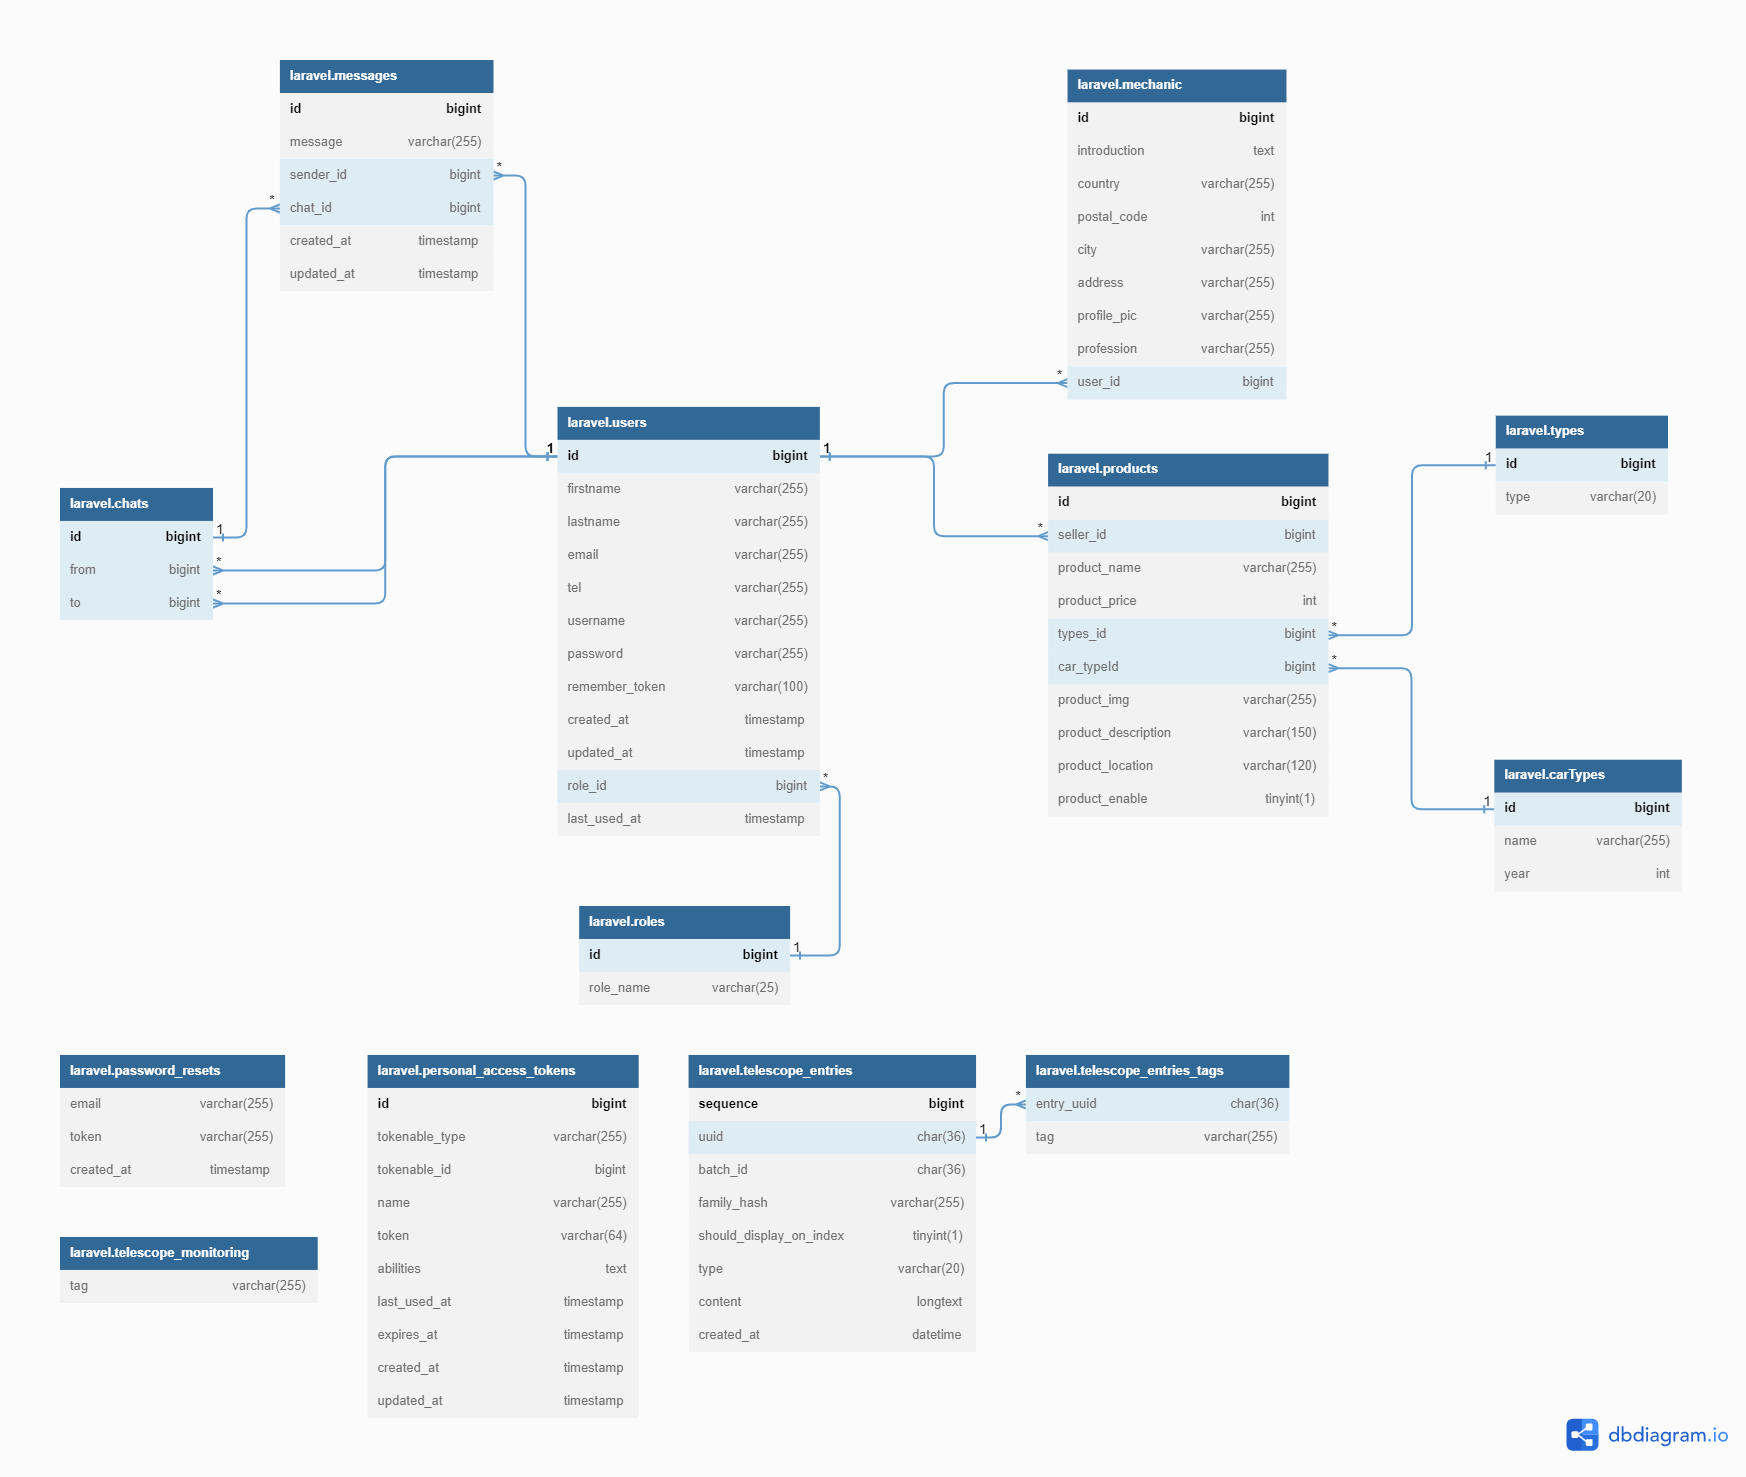 laravel.messages
id bigint
message varchar(255)
sender_id bigint
chat_id bigint
created_at timestamp
updated_at timestamp
*
*
laravel.mechanic
id bigint
introduction text
country varchar(255)
postal_code int
city varchar(255)
address varchar(255)
profile_pic varchar(255)
profession varchar(255)
user_id bigint
*
laravel.users
id bigint
firstname varchar(255)
lastname varchar(255)
email varchar(255)
tel varchar(255)
username varchar(255)
password varchar(255)
remember_token varchar(100)
created_at timestamp
updated_at timestamp
role_id bigint
last_used_at timestamp
1
1
*
laravel.chats
id bigint
from bigint
to bigint
1
*
*
laravel.products
id bigint
seller_id bigint
product_name varchar(255)
product_price int
types_id bigint
car_typeId bigint
product_img varchar(255)
product_description varchar(150)
product_location varchar(120)
product_enable tinyint(1)
*
*
*
laravel.types
id bigint
type varchar(20)
1
laravel.carTypes
id bigint
name varchar(255)
year int
1
laravel.roles
id bigint
role_name varchar(25)
1
laravel.password_resets
email varchar(255)
token varchar(255)
created_at timestamp
laravel.telescope_monitoring
tag varchar(255)
laravel.personal_access_tokens
id bigint
tokenable_type varchar(255)
tokenable_id bigint
name varchar(255)
token varchar(64)
abilities text
last_used_at timestamp
expires_at timestamp
created_at timestamp
updated_at timestamp
laravel.telescope_entries
sequence bigint
uuid char(36)
batch_id char(36)
family_hash varchar(255)
should_display_on_index tinyint(1)
type varchar(20)
content longtext
created_at datetime
1
*
laravel.telescope_entries_tags
entry_uuid char(36)
tag varchar(255)
dbdiagram.io